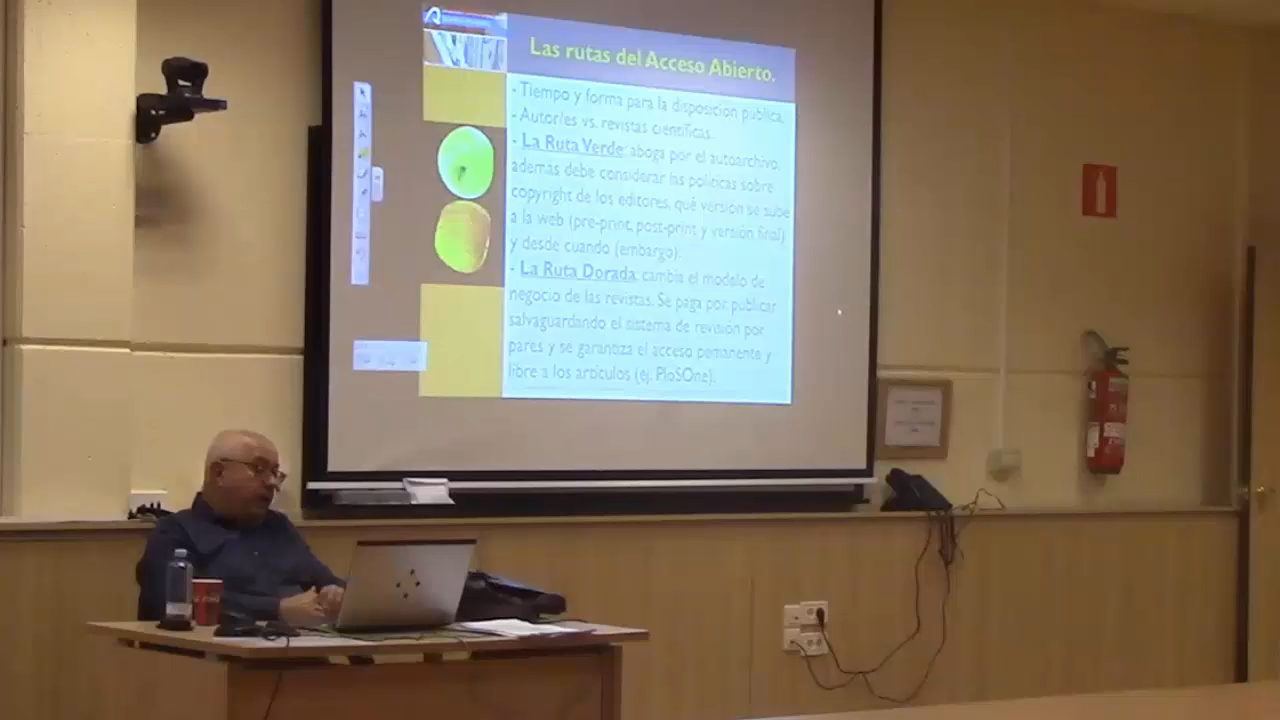 Las rutas del Acceso Abierto.
- Tiempo y forma para la disposición pública.
- Autor/es vs. revistas científicas.
- La Ruta Verde: aboga por el autoarchivo,
además debe considerar las políticas sobre
copyright de los editores, qué versión se sube
a la web (pre-print, post-print y versión final)
y desde cuando (embargo).
- La Ruta Dorada: cambia el modelo de
negocio de las revistas. Se paga por publicar
salvaguardando el sistema de revisión por
pares y se garantiza el acceso permanente y
libre a los artículos (ej. PloSOne).